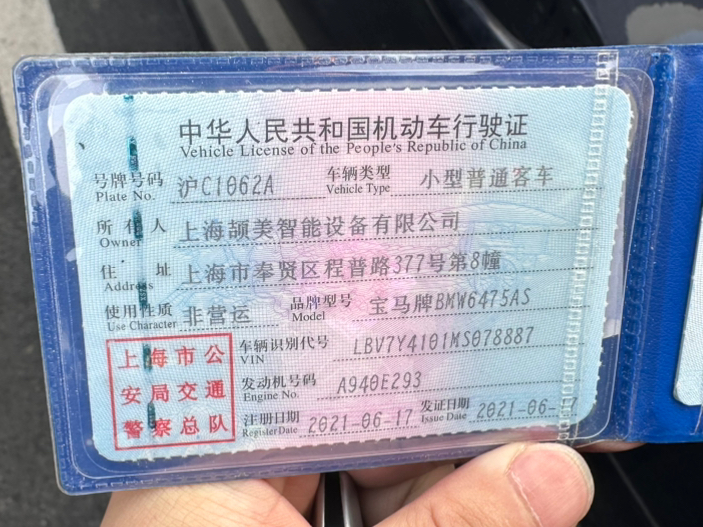 中华人民共和国机动车行驶证
Vehicle License of the People's Republic of China
号牌号码 沪C1062A 车辆类型 小型普通客车
Plate No. Vehicle Type
所有人 上海颉美智能设备有限公司
Owner
住址 上海市奉贤区程普路377号第8幢
Address
使用性质 非营运 品牌型号 宝马牌BMW6475AS
Use Character Model
上海市公安局交通警察总队
车辆识别代号 LBV7Y4101MS078887
VIN
发动机号码 A940E293
Engine No.
注册日期 2021-06-17 发证日期 2021-06-
Register Date Issue Date